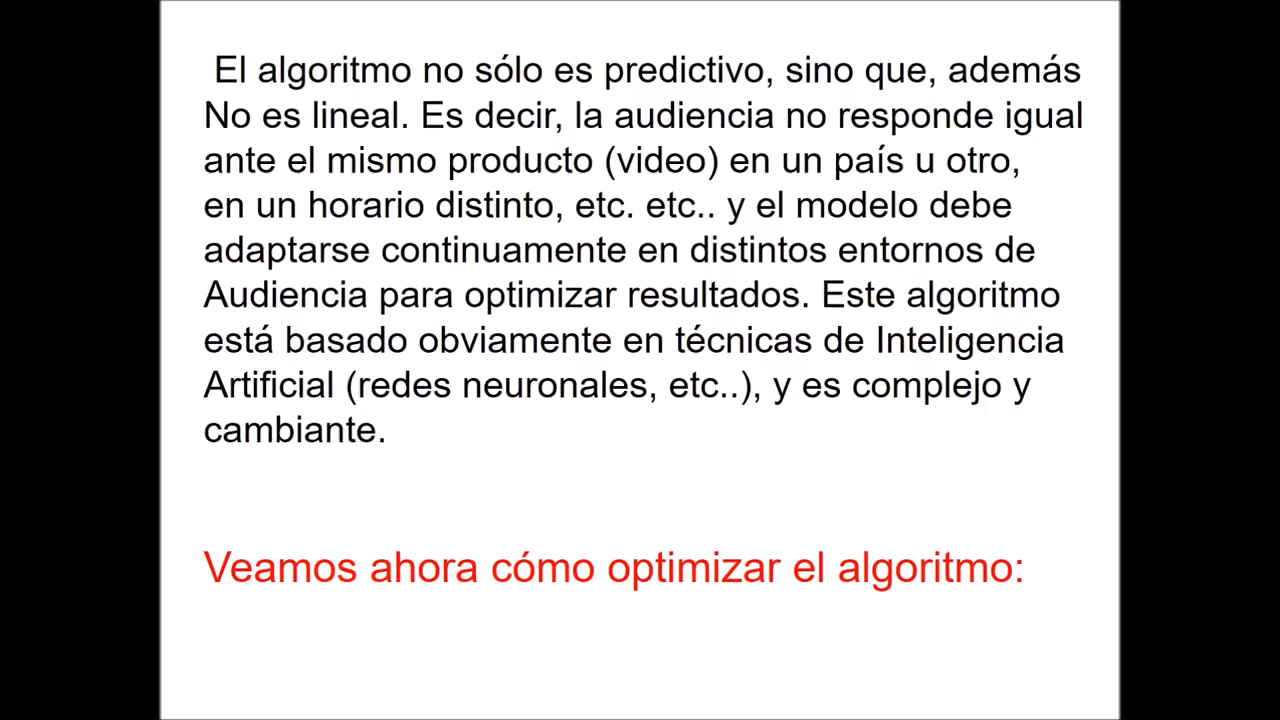 El algoritmo no sólo es predictivo, sino que, además
No es lineal. Es decir, la audiencia no responde igual
ante el mismo producto (video) en un país u otro,
en un horario distinto, etc. etc.. y el modelo debe
adaptarse continuamente en distintos entornos de
Audiencia para optimizar resultados. Este algoritmo
está basado obviamente en técnicas de Inteligencia
Artificial (redes neuronales, etc..), y es complejo y
cambiante.
Veamos ahora cómo optimizar el algoritmo: